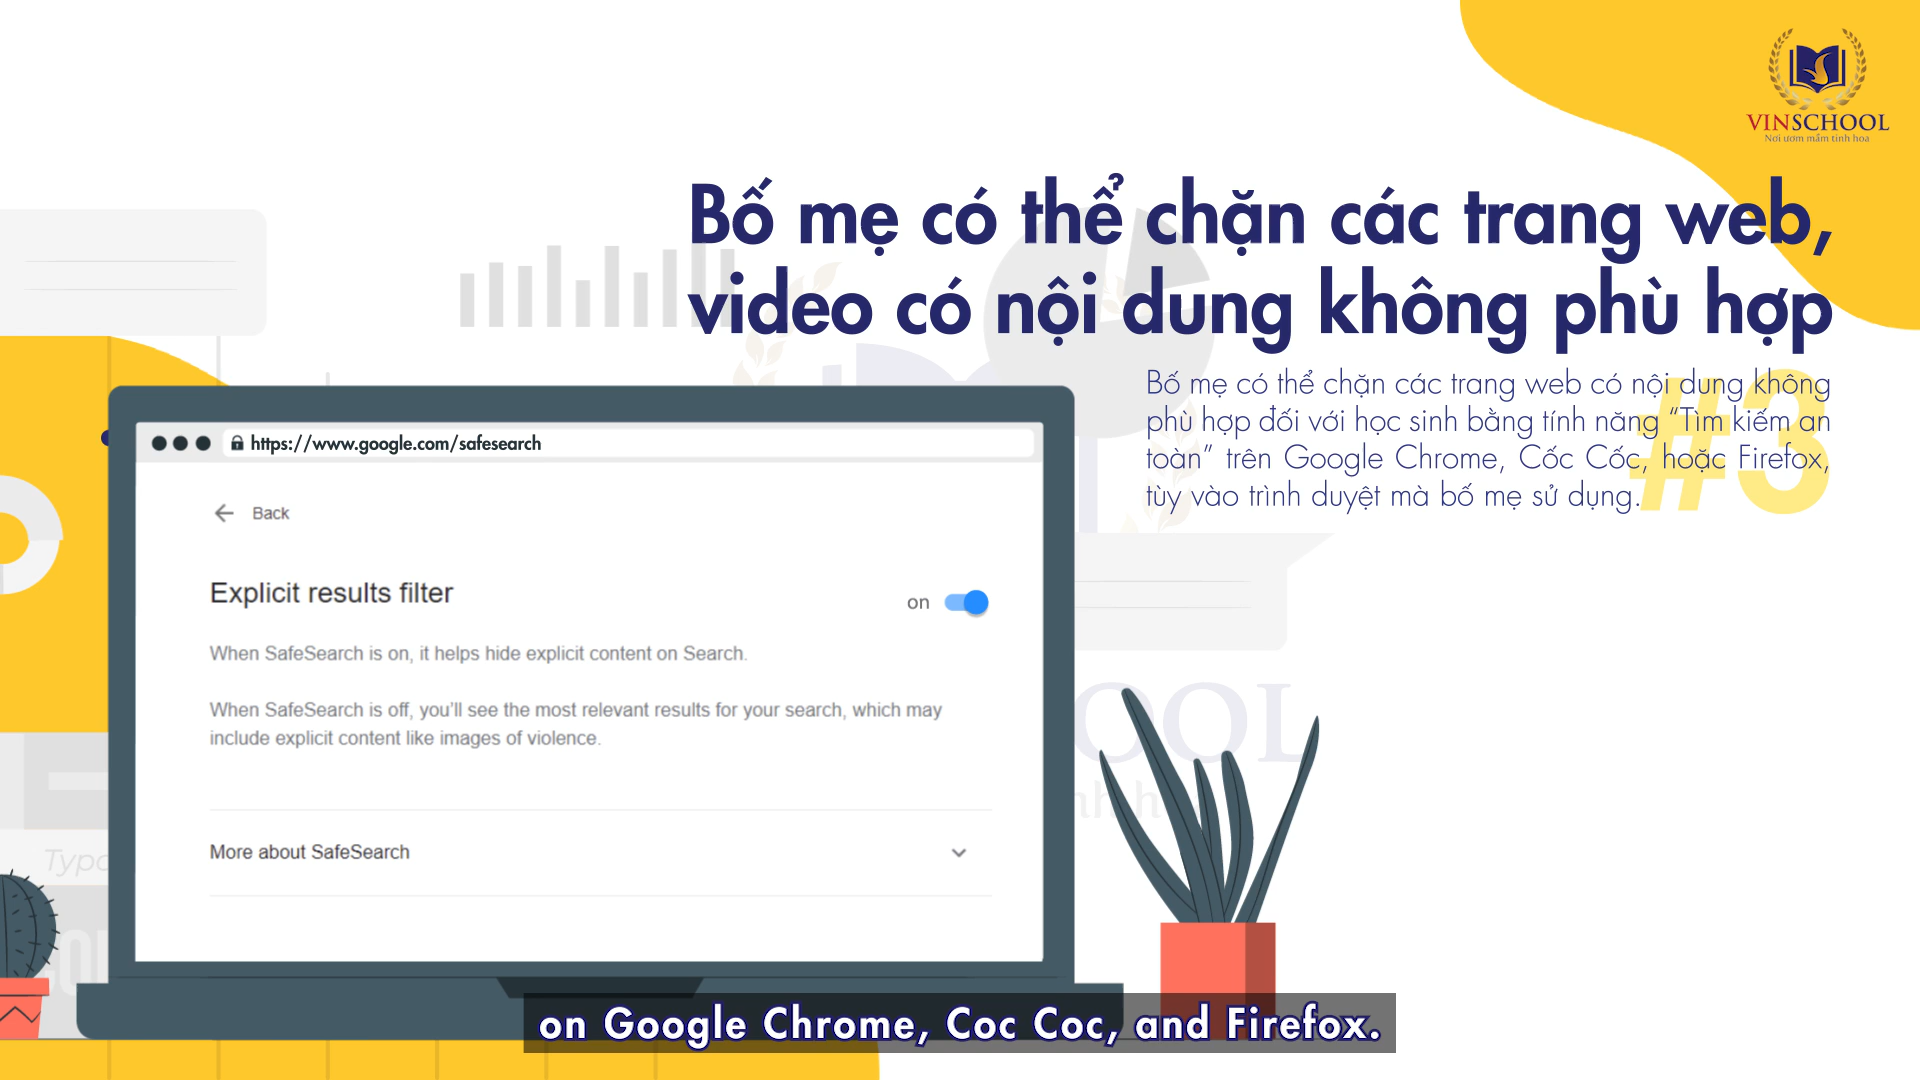 VINSCHOOL
Nơi ươm mầm tinh hoa
Bố mẹ có thể chặn các trang web,
video có nội dung không phù hợp
#3
Bố mẹ có thể chặn các trang web có nội dung không
phù hợp đối với học sinh bằng tính năng “Tìm kiếm an
toàn” trên Google Chrome, Cốc Cốc, hoặc Firefox,
tùy vào trình duyệt mà bố mẹ sử dụng.
https://www.google.com/safesearch
Back
Explicit results filter
on
When SafeSearch is on, it helps hide explicit content on Search.
When SafeSearch is off, you’ll see the most relevant results for your search, which may
include explicit content like images of violence.
More about SafeSearch
on Google Chrome, Coc Coc, and Firefox.